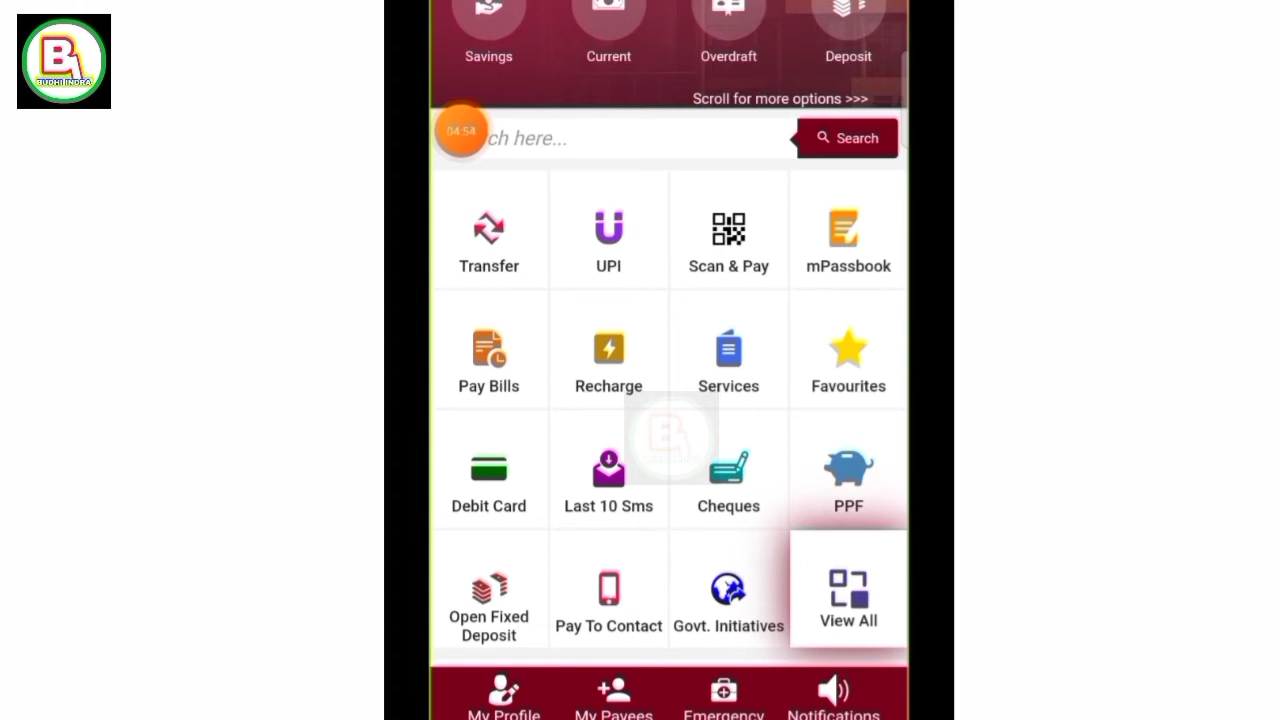 BUDHI INDRA
Savings
Current
Overdraft
Deposit
Scroll for more options >>>
04:54
ch here...
Search
Transfer
UPI
Scan & Pay
mPassbook
Pay Bills
Recharge
Services
Favourites
Debit Card
Last 10 Sms
Cheques
PPF
Open Fixed
Deposit
Pay To Contact
Govt. Initiatives
View All
My Profile
My Payees
Emergency
Notifications